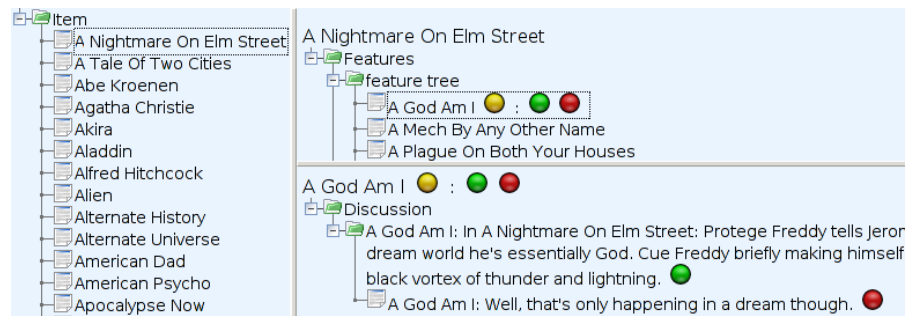 Item
A Nightmare On Elm Street
A Tale Of Two Cities
Abe Kroenen
Agatha Christie
Akira
Aladdin
Alfred Hitchcock
Alien
Alternate History
Alternate Universe
American Dad
American Psycho
Apocalypse Now
A Nightmare On Elm Street
Features
feature tree
A God Am I :
A Mech By Any Other Name
A Plague On Both Your Houses
A God Am I :
Discussion
A God Am I: In A Nightmare On Elm Street: Protege Freddy tells Jeror
dream world he's essentially God. Cue Freddy briefly making himself
black vortex of thunder and lightning.
A God Am I: Well, that's only happening in a dream though.